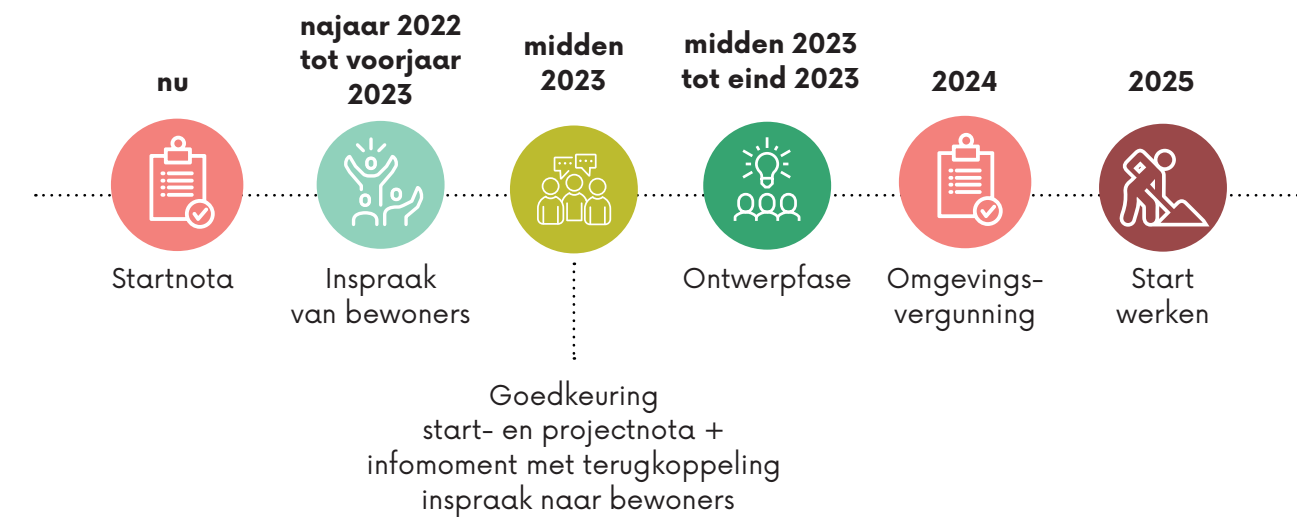 nu
Startnota
najaar 2022
tot voorjaar
2023
Inspraak
van bewoners
midden
2023
Goedkeuring
start- en projectnota +
infomoment met terugkoppeling
inspraak naar bewoners
midden 2023
tot eind 2023
Ontwerpfase
2024
Omgevings-
vergunning
2025
Start
werken